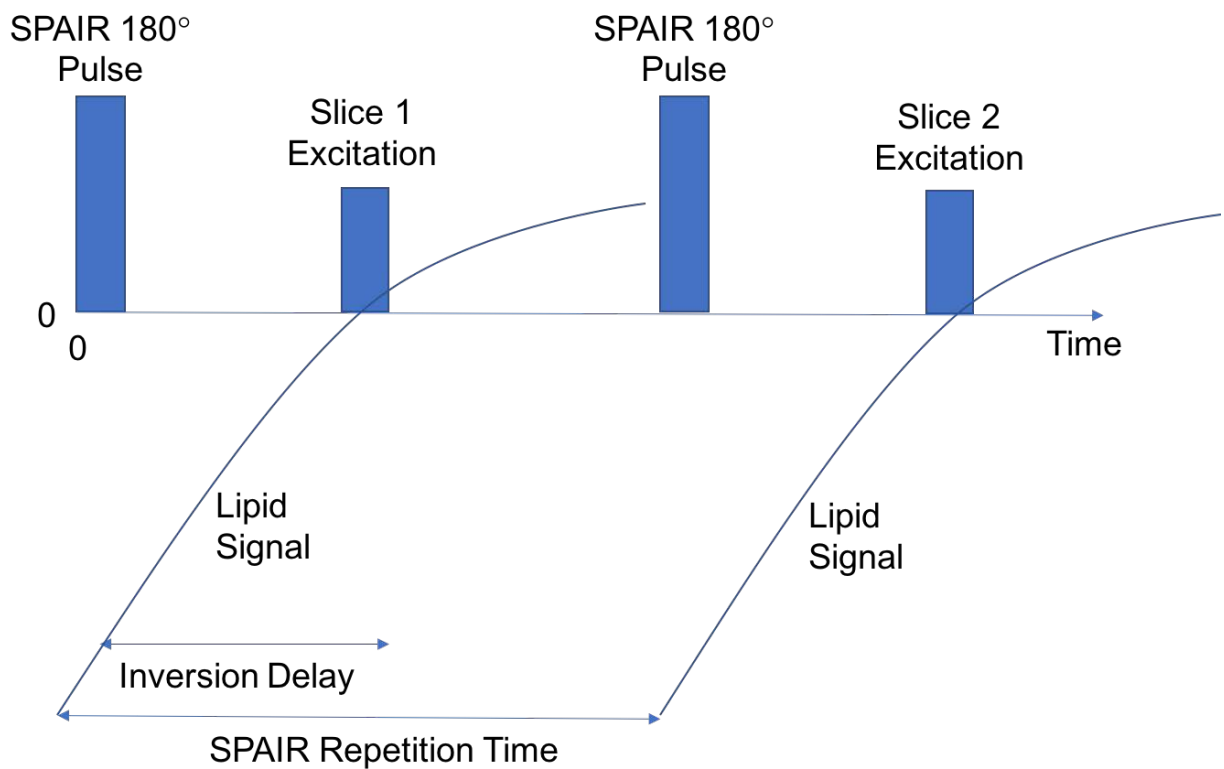 SPAIR 180°
Pulse
SPAIR 180°
Pulse
Slice 1
Excitation
Slice 2
Excitation
0
0
Time
Lipid
Signal
Lipid
Signal
Inversion Delay
SPAIR Repetition Time